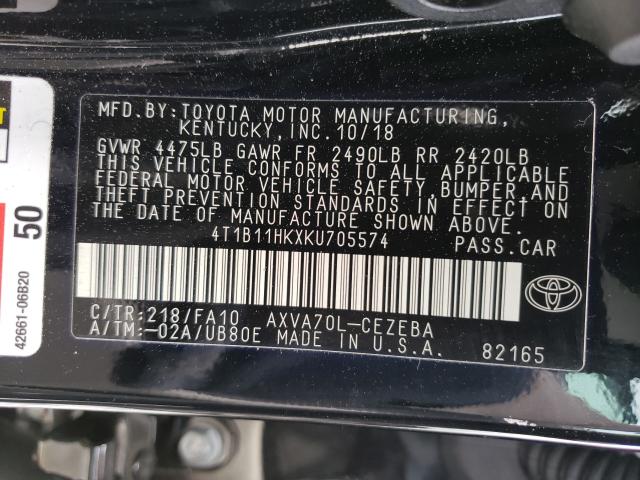 MFD.BY:TOYOTA MOTOR MANUFACTURING,
KENTUCKY,INC.10/18
GVWR 4475LB GAWR FR 2490LB RR 2420LB
THIS VEHICLE CONFORMS TO ALL APPLICABLE
FEDERAL MOTOR VEHICLE SAFETY, BUMPER,AND
THEFT PREVENTION STANDARDS IN EFFECT ON
THE DATE OF MANUFACTURE SHOWN ABOVE.
4T1B11HKXKU705574 PASS.CAR
C/TR:218/FA10 AXVA70L-CEZEBA
A/TM:-02A/UB80E MADE IN U.S.A. 82165
50
42661-06B20